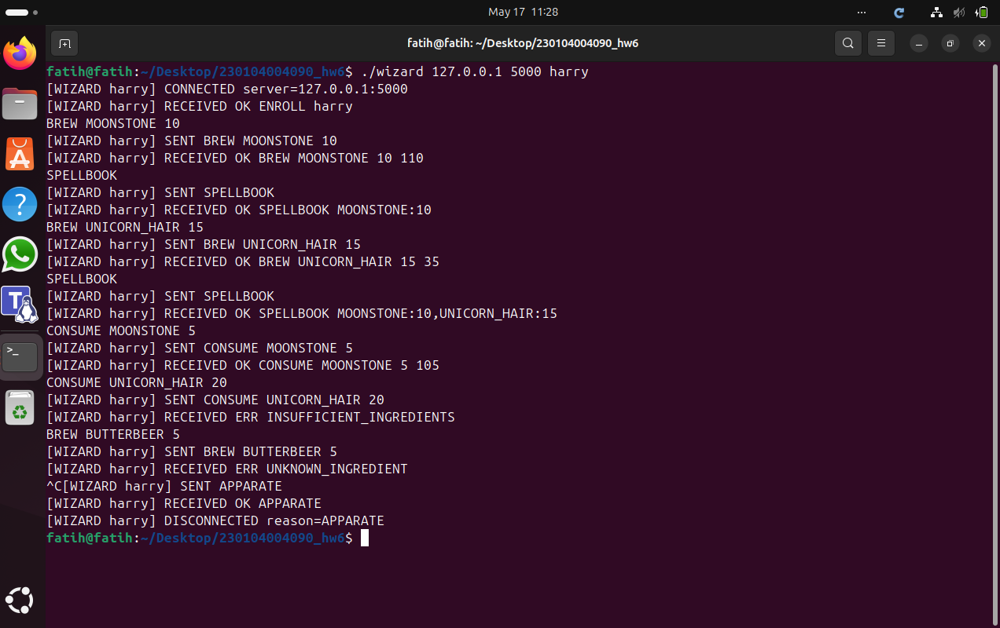 May 17 11:28
fatih@fatih: ~/Desktop/230104004090_hw6
fatih@fatih:~/Desktop/230104004090_hw6$ ./wizard 127.0.0.1 5000 harry
[WIZARD harry] CONNECTED server=127.0.0.1:5000
[WIZARD harry] RECEIVED OK ENROLL harry
BREW MOONSTONE 10
[WIZARD harry] SENT BREW MOONSTONE 10
[WIZARD harry] RECEIVED OK BREW MOONSTONE 10 110
SPELLBOOK
[WIZARD harry] SENT SPELLBOOK
[WIZARD harry] RECEIVED OK SPELLBOOK MOONSTONE:10
BREW UNICORN_HAIR 15
[WIZARD harry] SENT BREW UNICORN_HAIR 15
[WIZARD harry] RECEIVED OK BREW UNICORN_HAIR 15 35
SPELLBOOK
[WIZARD harry] SENT SPELLBOOK
[WIZARD harry] RECEIVED OK SPELLBOOK MOONSTONE:10,UNICORN_HAIR:15
CONSUME MOONSTONE 5
[WIZARD harry] SENT CONSUME MOONSTONE 5
[WIZARD harry] RECEIVED OK CONSUME MOONSTONE 5 105
CONSUME UNICORN_HAIR 20
[WIZARD harry] SENT CONSUME UNICORN_HAIR 20
[WIZARD harry] RECEIVED ERR INSUFFICIENT_INGREDIENTS
BREW BUTTERBEER 5
[WIZARD harry] SENT BREW BUTTERBEER 5
[WIZARD harry] RECEIVED ERR UNKNOWN_INGREDIENT
^C[WIZARD harry] SENT APPARATE
[WIZARD harry] RECEIVED OK APPARATE
[WIZARD harry] DISCONNECTED reason=APPARATE
fatih@fatih:~/Desktop/230104004090_hw6$